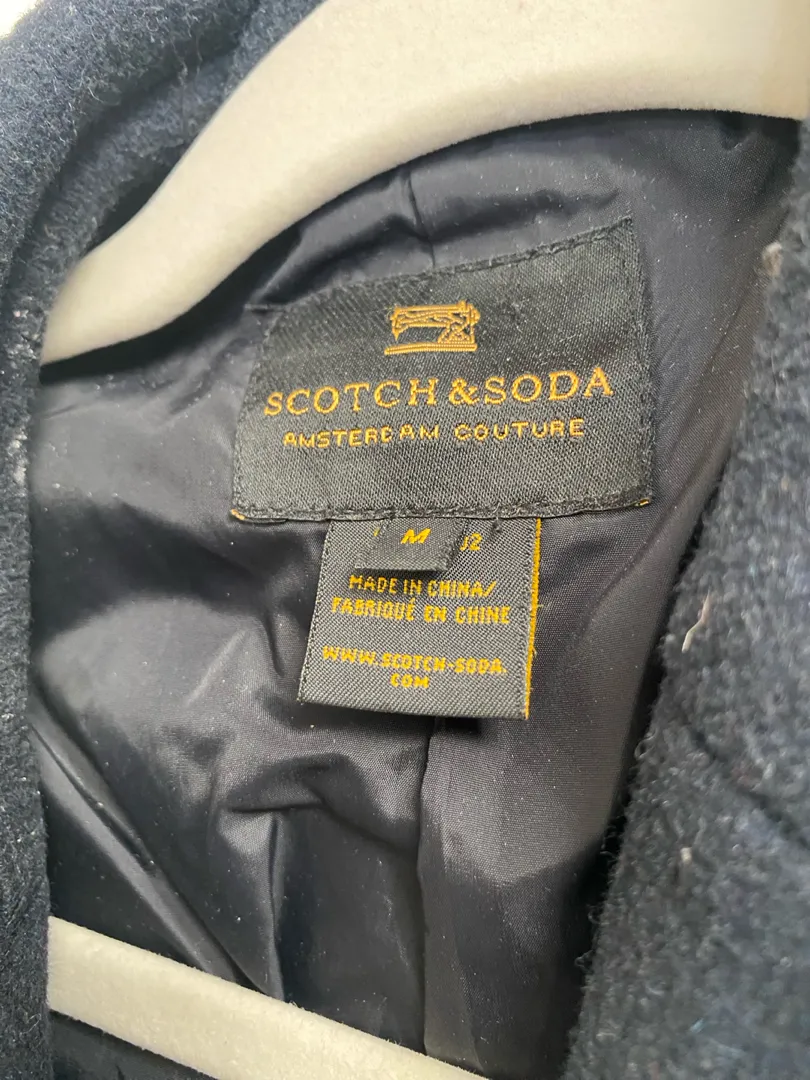 SCOTCH & SODA
AMSTERDAM COUTURE
M
MADE IN CHINA/
FABRIQUÉ EN CHINE
WWW.SCOTCH-SODA.
COM